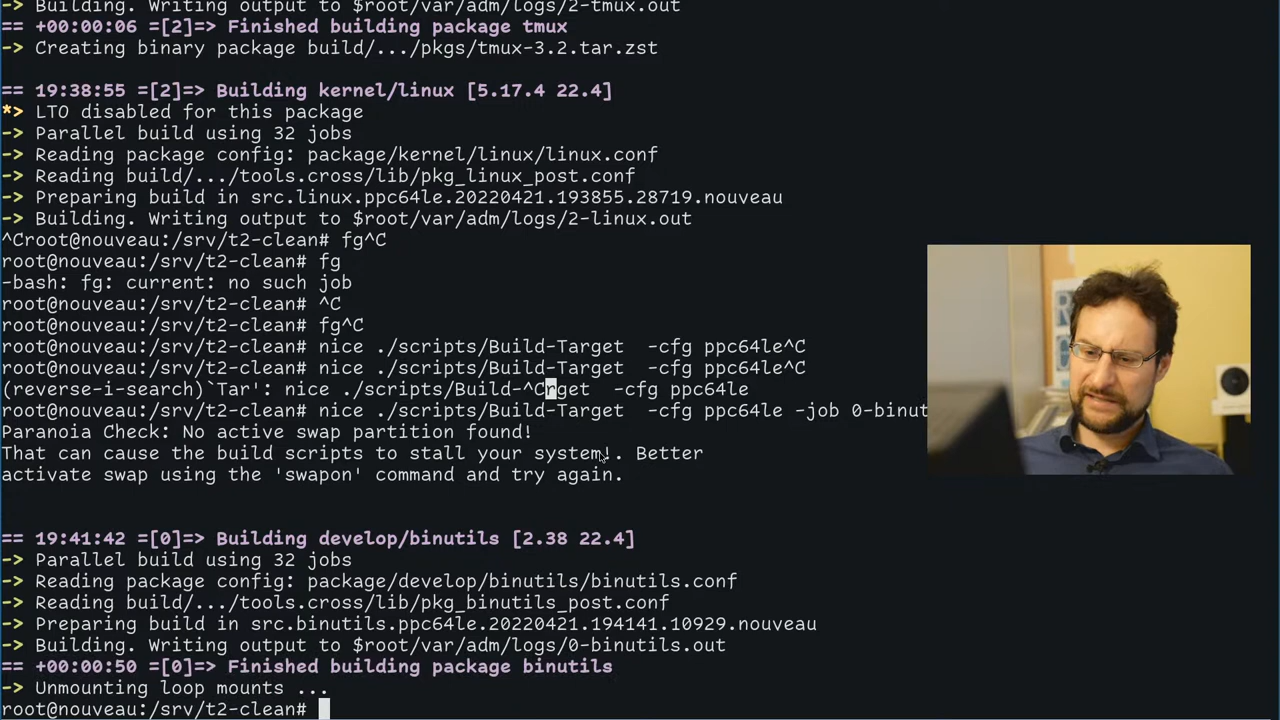 -> Building. Writing output to $root/var/adm/logs/2-tmux.out
== +00:00:06 =[2]=> Finished building package tmux
-> Creating binary package build/.../pkgs/tmux-3.2.tar.zst
== 19:38:55 =[2]=> Building kernel/linux [5.17.4 22.4]
*> LTO disabled for this package
-> Parallel build using 32 jobs
-> Reading package config: package/kernel/linux/linux.conf
-> Reading build/.../tools.cross/lib/pkg_linux_post.conf
-> Preparing build in src.linux.ppc64le.20220421.193855.28719.nouveau
-> Building. Writing output to $root/var/adm/logs/2-linux.out
^Croot@nouveau:/srv/t2-clean# fg^C
root@nouveau:/srv/t2-clean# fg
-bash: fg: current: no such job
root@nouveau:/srv/t2-clean# ^C
root@nouveau:/srv/t2-clean# fg^C
root@nouveau:/srv/t2-clean# nice ./scripts/Build-Target  -cfg ppc64le^C
root@nouveau:/srv/t2-clean# nice ./scripts/Build-Target  -cfg ppc64le^C
(reverse-i-search)`Tar': nice ./scripts/Build-^Crget  -cfg ppc64le
root@nouveau:/srv/t2-clean# nice ./scripts/Build-Target  -cfg ppc64le -job 0-binut
Paranoia Check: No active swap partition found!
That can cause the build scripts to stall your system!. Better
activate swap using the 'swapon' command and try again.
== 19:41:42 =[0]=> Building develop/binutils [2.38 22.4]
-> Parallel build using 32 jobs
-> Reading package config: package/develop/binutils/binutils.conf
-> Reading build/.../tools.cross/lib/pkg_binutils_post.conf
-> Preparing build in src.binutils.ppc64le.20220421.194141.10929.nouveau
-> Building. Writing output to $root/var/adm/logs/0-binutils.out
== +00:00:50 =[0]=> Finished building package binutils
-> Unmounting loop mounts ...
root@nouveau:/srv/t2-clean#